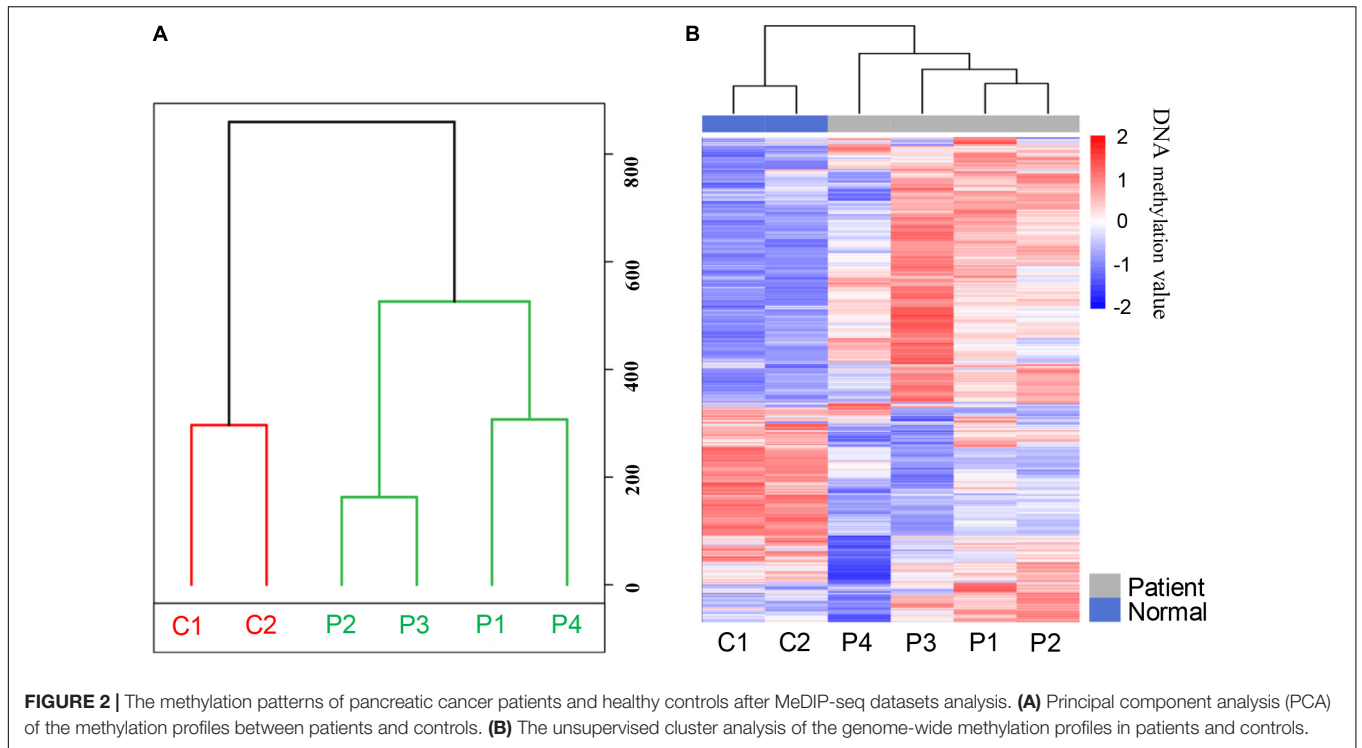 A
800
600
400
200
0
C1 C2 P2 P3 P1 P4
B
DNA methylation value
2
1
0
-1
-2
Patient
Normal
C1 C2 P4 P3 P1 P2
FIGURE 2 | The methylation patterns of pancreatic cancer patients and healthy controls after MeDIP-seq datasets analysis. (A) Principal component analysis (PCA)
of the methylation profiles between patients and controls. (B) The unsupervised cluster analysis of the genome-wide methylation profiles in patients and controls.